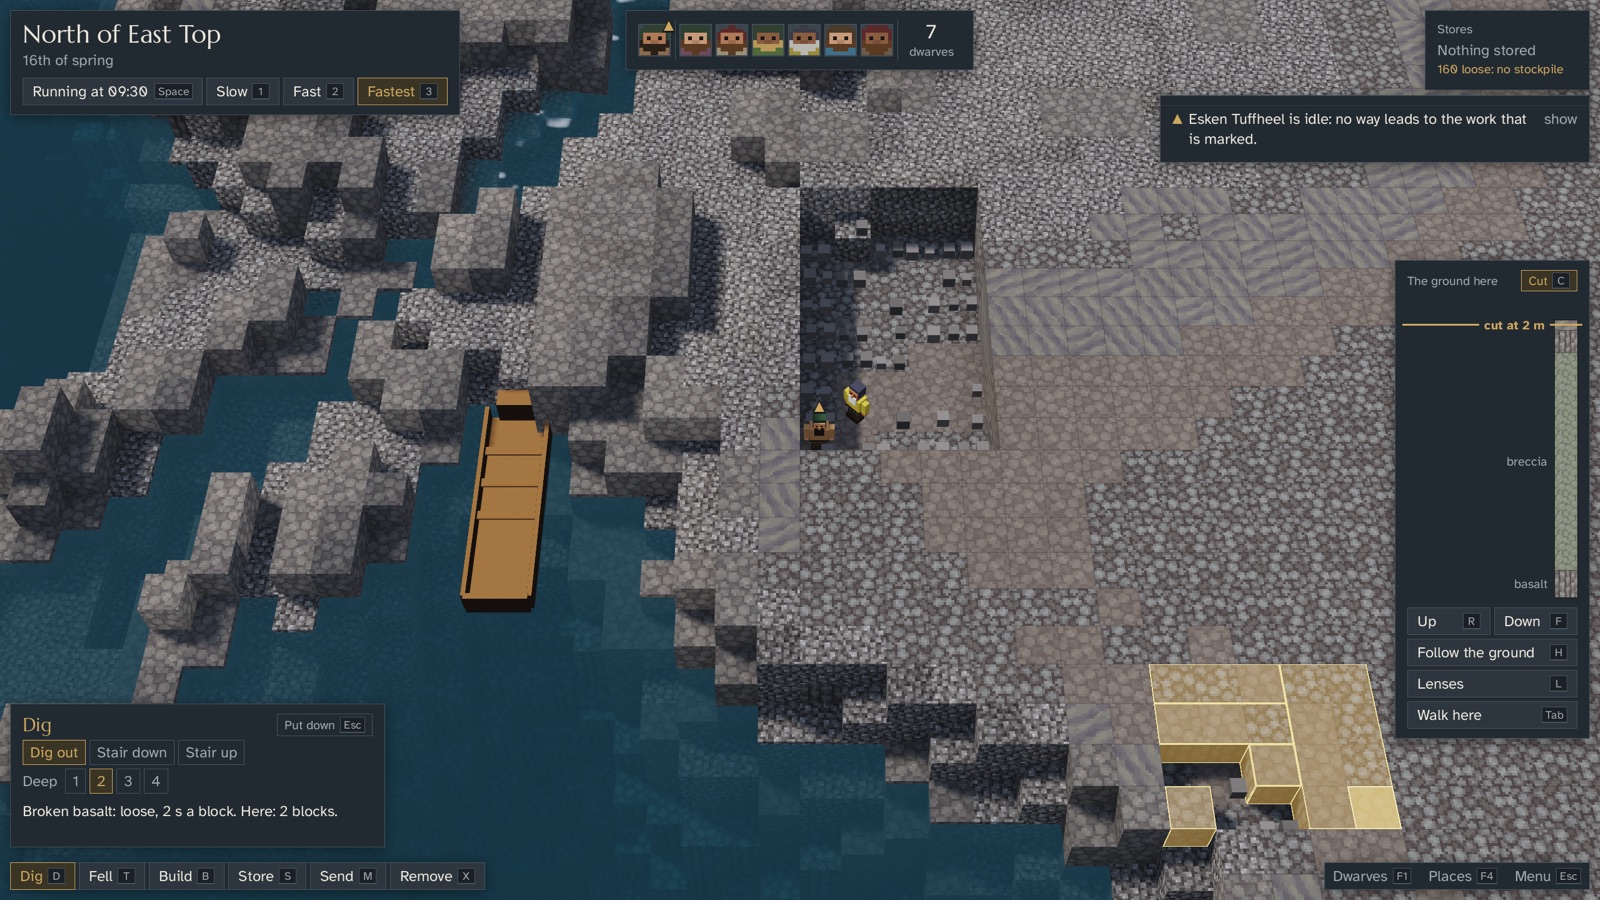 North of East Top
16th of spring
Running at 09:30 Space
Slow 1
Fast 2
Fastest 3
7
dwarves
Stores
Nothing stored
160 loose: no stockpile
Esken Tuffheel is idle: no way leads to the work that
is marked.
show
The ground here
Cut C
cut at 2 m
breccia
basalt
Up R
Down F
Follow the ground H
Lenses L
Walk here Tab
Dig
Put down Esc
Dig out
Stair down
Stair up
Deep 1 2 3 4
Broken basalt: loose, 2 s a block. Here: 2 blocks.
Dig D
Fell T
Build B
Store S
Send M
Remove X
Dwarves F1
Places F4
Menu Esc